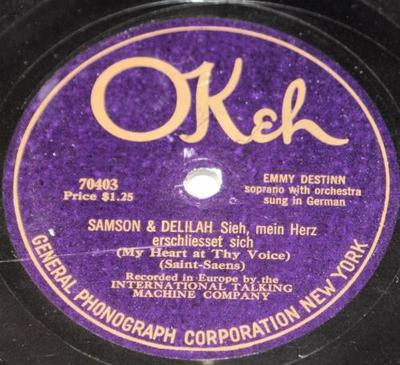 OKeh
70403
Price $1.25
EMMY DESTINN
soprano with orchestra
sung in German
SAMSON & DELILAH Sieh, mein Herz
erschliesset sich
(My Heart at Thy Voice)
(Saint-Saens)
Recorded in Europe by the
INTERNATIONAL TALKING
MACHINE COMPANY
GENERAL PHONOGRAPH CORPORATION NEW YORK